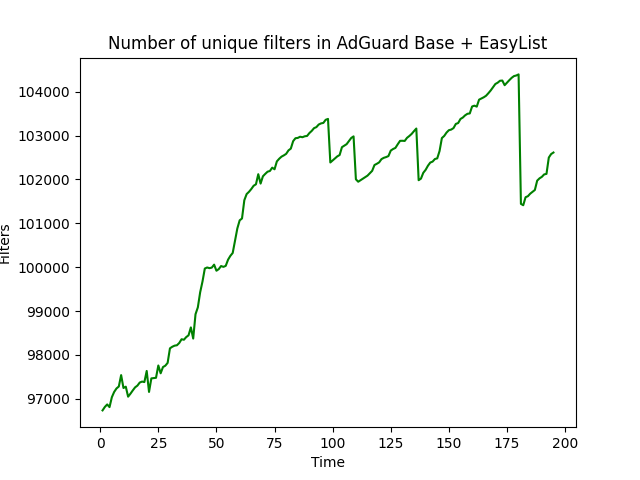 Number of unique filters in AdGuard Base + EasyList
104000
103000
102000
101000
100000
99000
98000
97000
Filters
0 25 50 75 100 125 150 175 200
Time